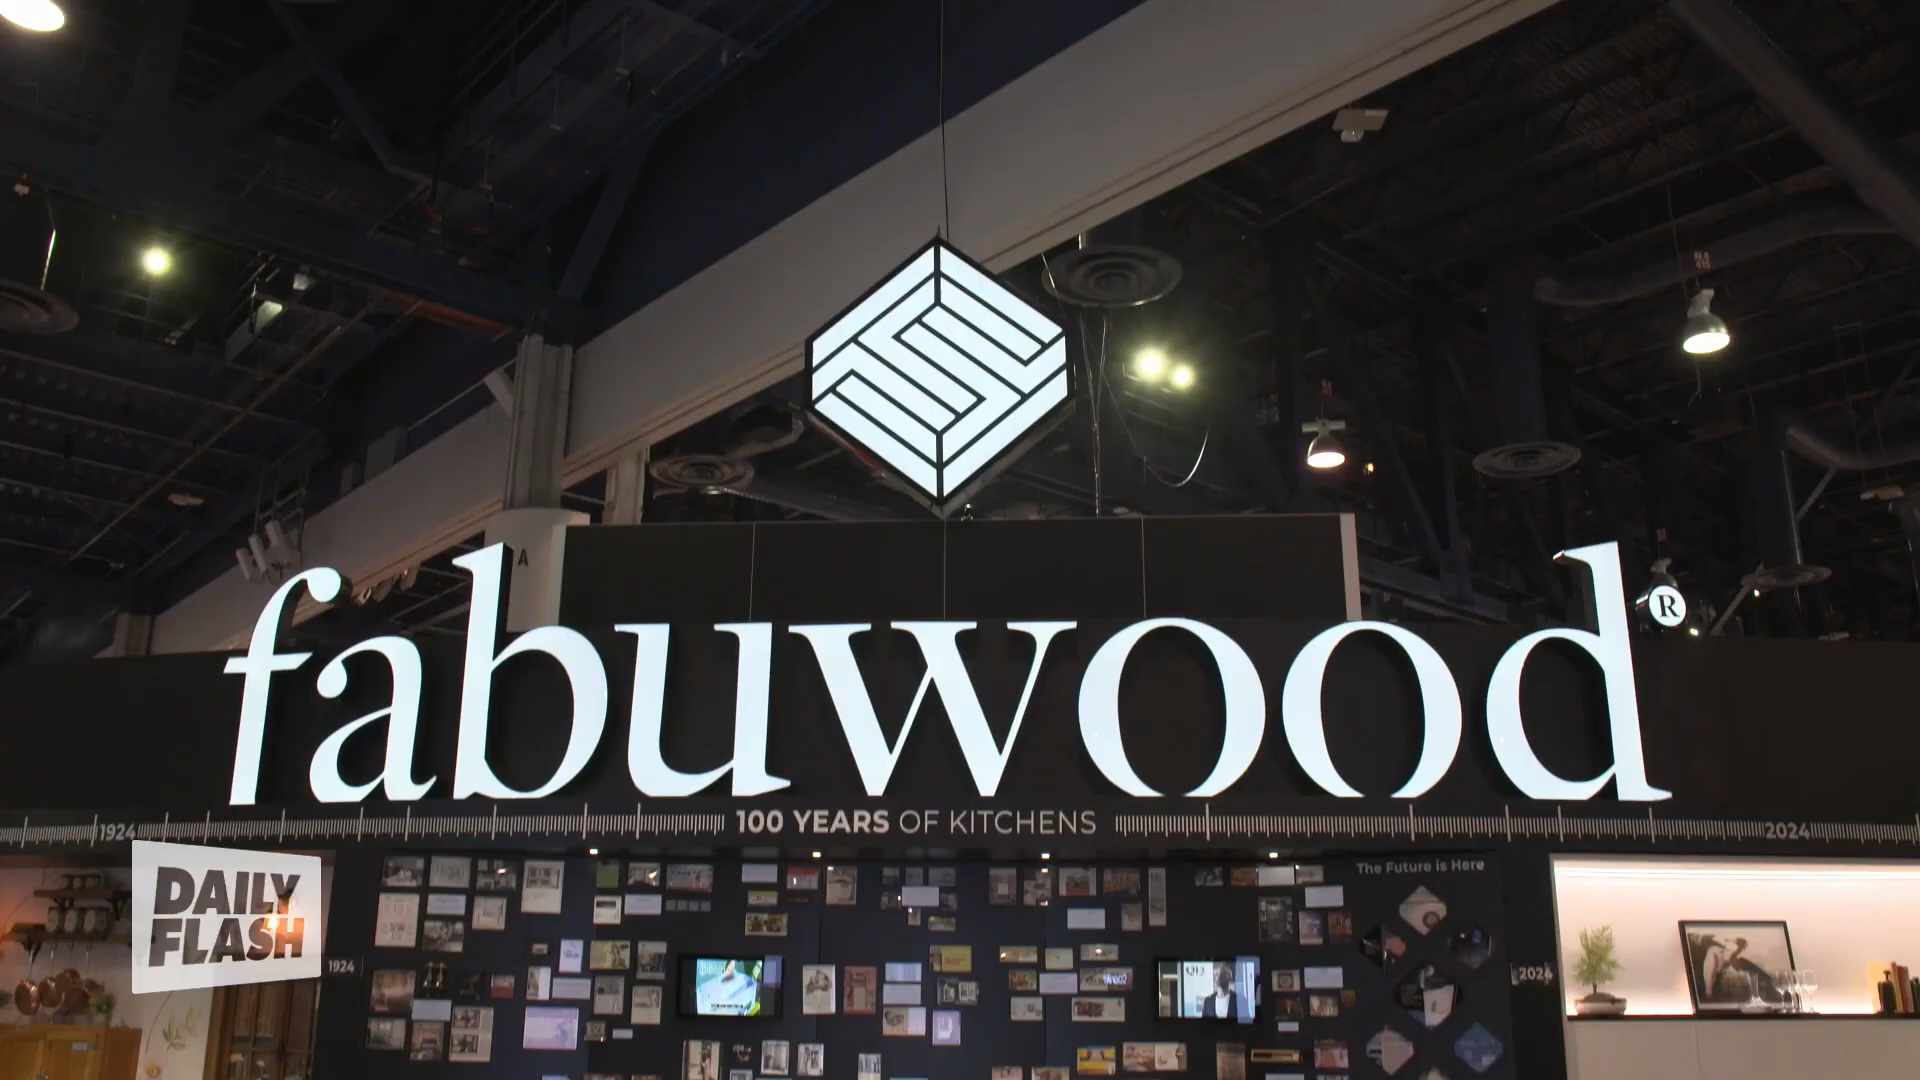 A
fabuwood®
1924
100 YEARS OF KITCHENS
2024
The Future is Here
1924
2024
DAILY
FLASH